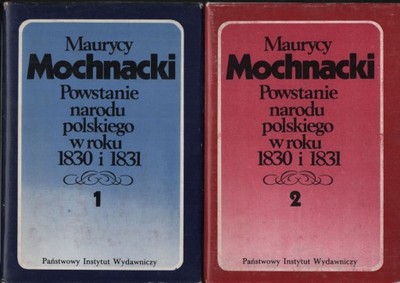 Maurycy
Mochnacki
Powstanie
narodu
polskiego
w roku
1830 i 1831
1
Państwowy Instytut Wydawniczy
Maurycy
Mochnacki
Powstanie
narodu
polskiego
w roku
1830 i 1831
2
Państwowy Instytut Wydawniczy